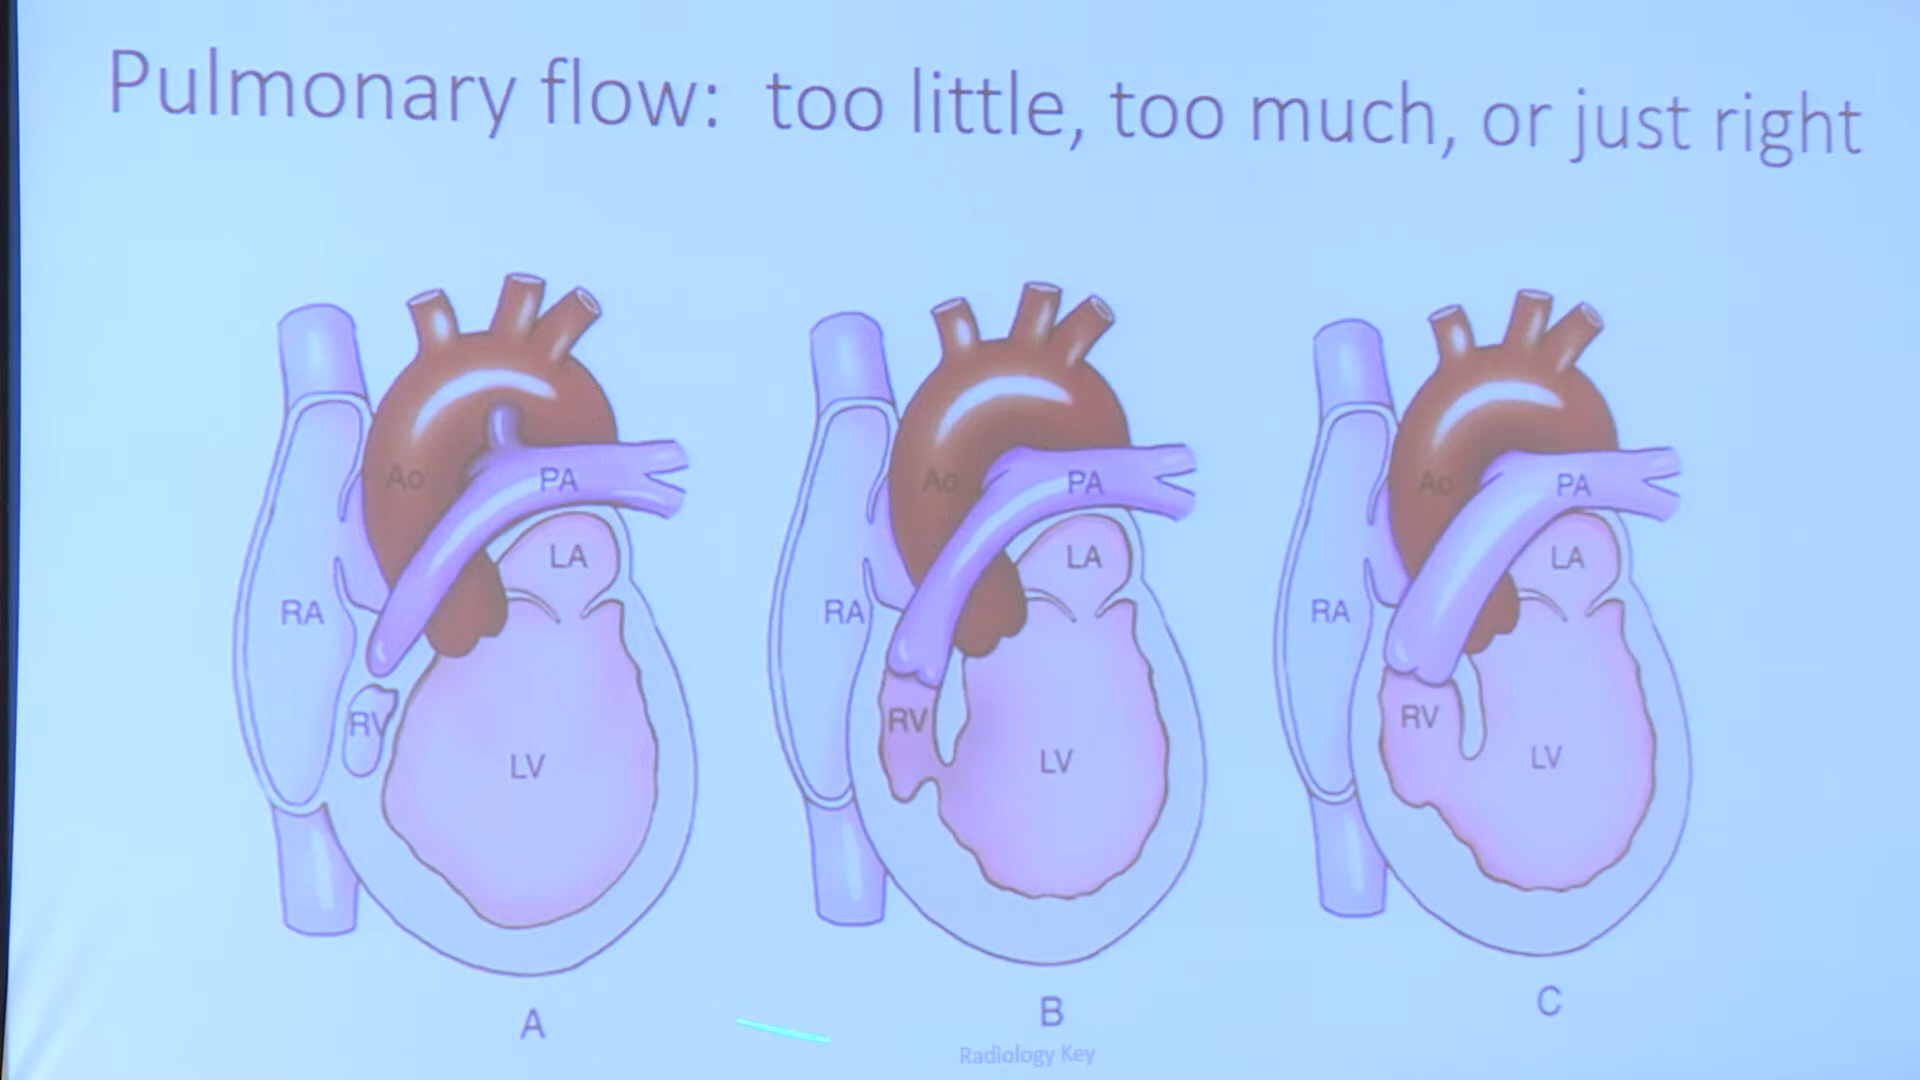 Pulmonary flow: too little, too much, or just right
Ao PA LA RA RV LV
Ao PA LA RA RV LV
Ao PA LA RA RV LV
A B C
Radiology Key